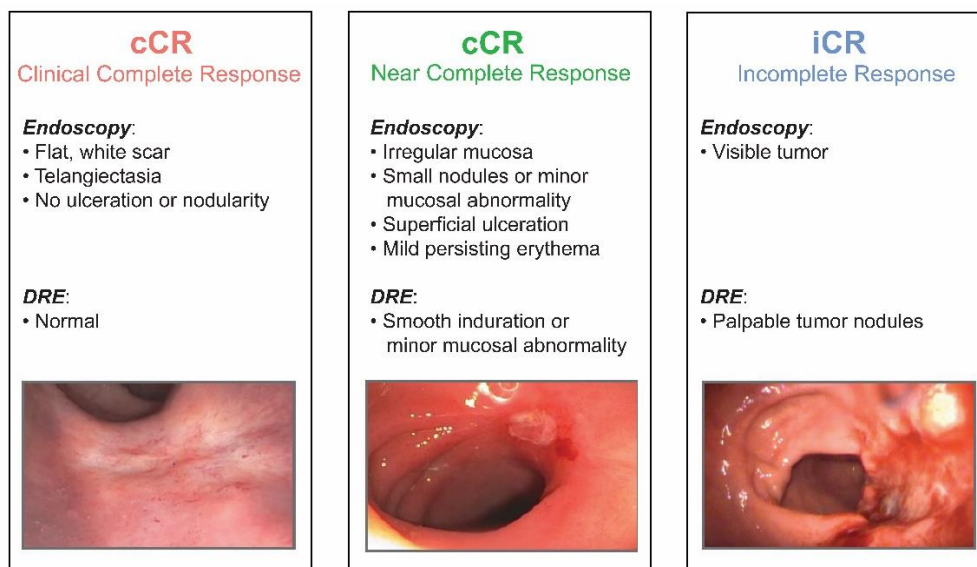 cCR
Clinical Complete Response
Endoscopy:
• Flat, white scar
• Telangiectasia
• No ulceration or nodularity
DRE:
• Normal
cCR
Near Complete Response
Endoscopy:
• Irregular mucosa
• Small nodules or minor
mucosal abnormality
• Superficial ulceration
• Mild persisting erythema
DRE:
• Smooth induration or
minor mucosal abnormality
iCR
Incomplete Response
Endoscopy:
• Visible tumor
DRE:
• Palpable tumor nodules